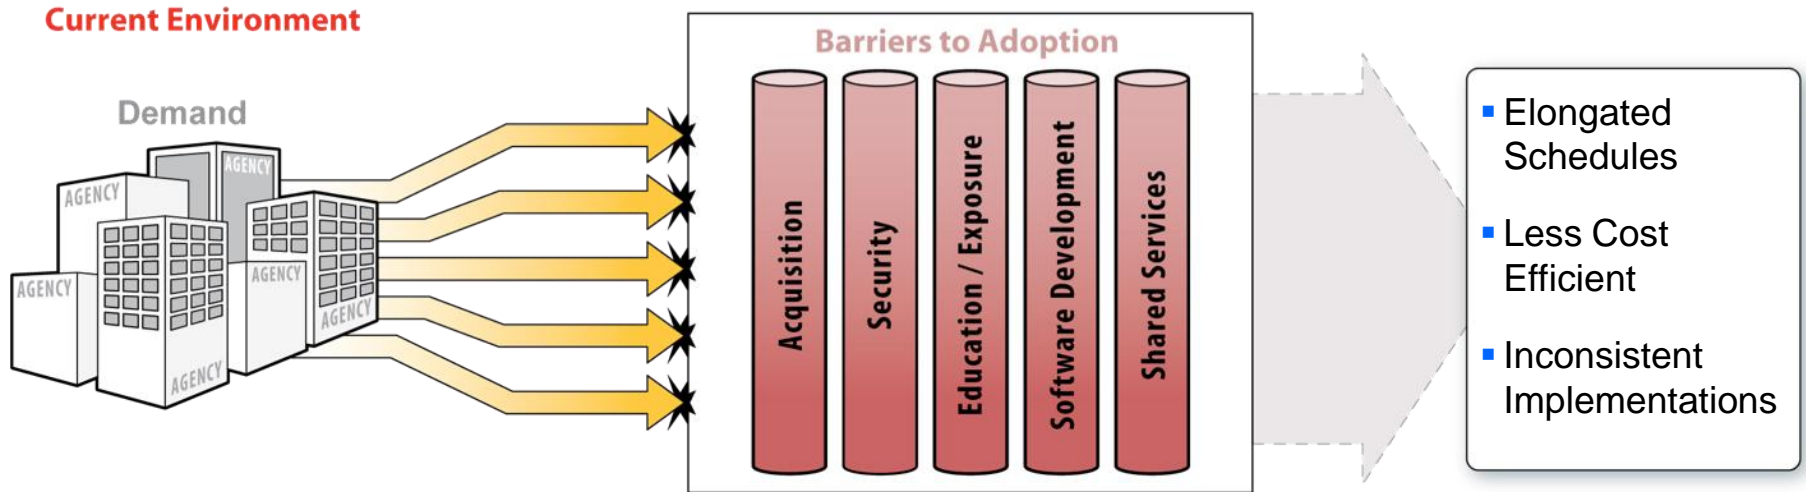 Current Environment
Demand
AGENCY
AGENCY
AGENCY
AGENCY
AGENCY
AGENCY
Barriers to Adoption
Acquisition
Security
Education / Exposure
Software Development
Shared Services
Elongated
Schedules
Less Cost
Efficient
Inconsistent
Implementations